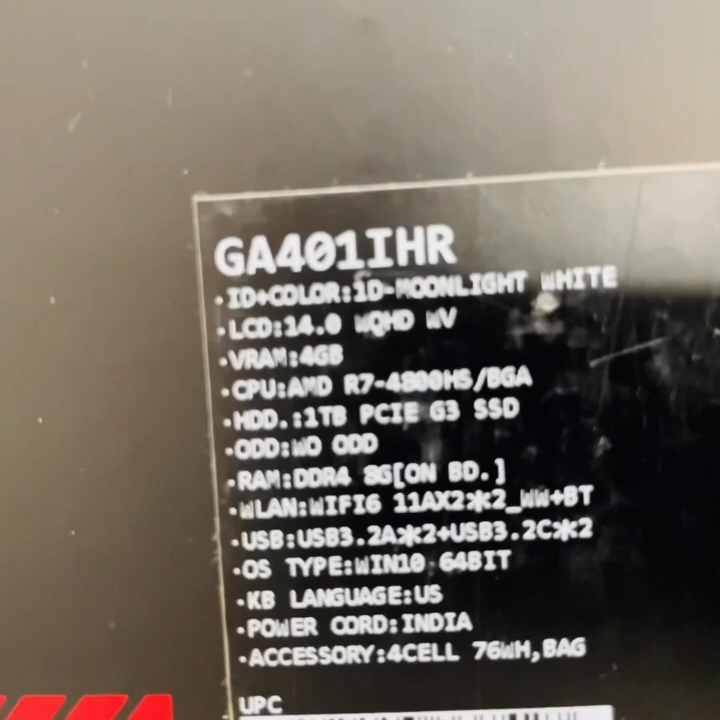 GA401IHR
·ID+COLOR:1D-MOONLIGHT WHITE
·LCD:14.0 WQHD WV
·VRAM:4GB
·CPU:AMD R7-4800HS/BGA
·HDD.:1TB PCIE G3 SSD
·ODD:WO ODD
·RAM:DDR4 8G[ON BD.]
·WLAN:WIFI6 11AX2*2_WW+BT
·USB:USB3.2A*2+USB3.2C*2
·OS TYPE:WIN10 64BIT
·KB LANGUAGE:US
·POWER CORD:INDIA
·ACCESSORY:4CELL 76WH,BAG
UPC